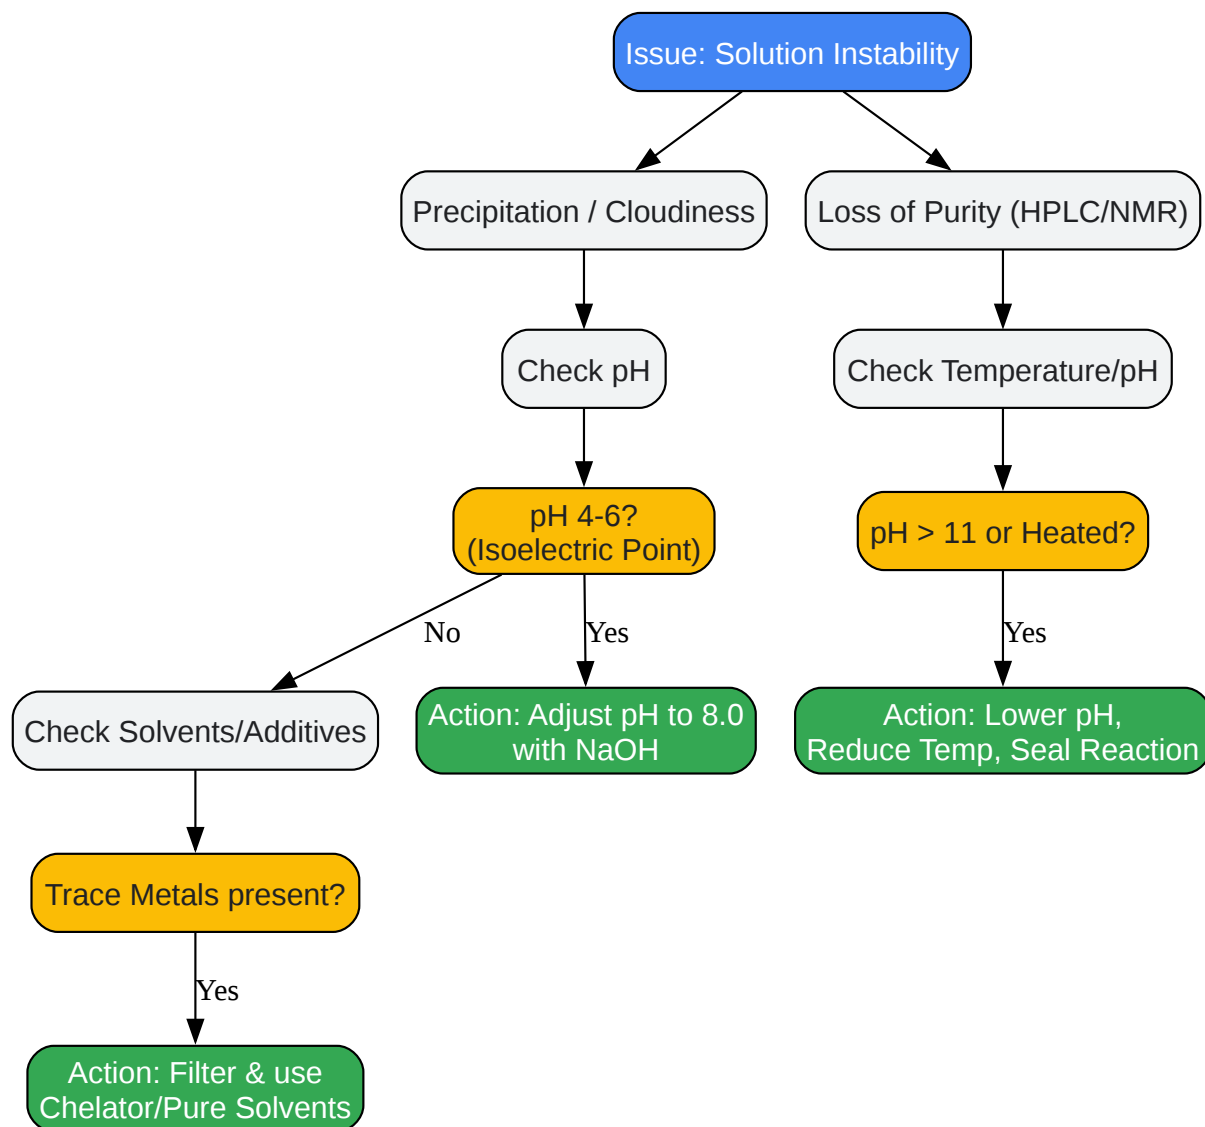 Issue: Solution Instability
Precipitation / Cloudiness
Loss of Purity (HPLC/NMR)
Check pH
Check Temperature/pH
pH 4-6?
(Isoelectric Point)
pH > 11 or Heated?
No
Yes
Yes
Check Solvents/Additives
Action: Adjust pH to 8.0
with NaOH
Action: Lower pH,
Reduce Temp, Seal Reaction
Trace Metals present?
Yes
Action: Filter & use
Chelator/Pure Solvents